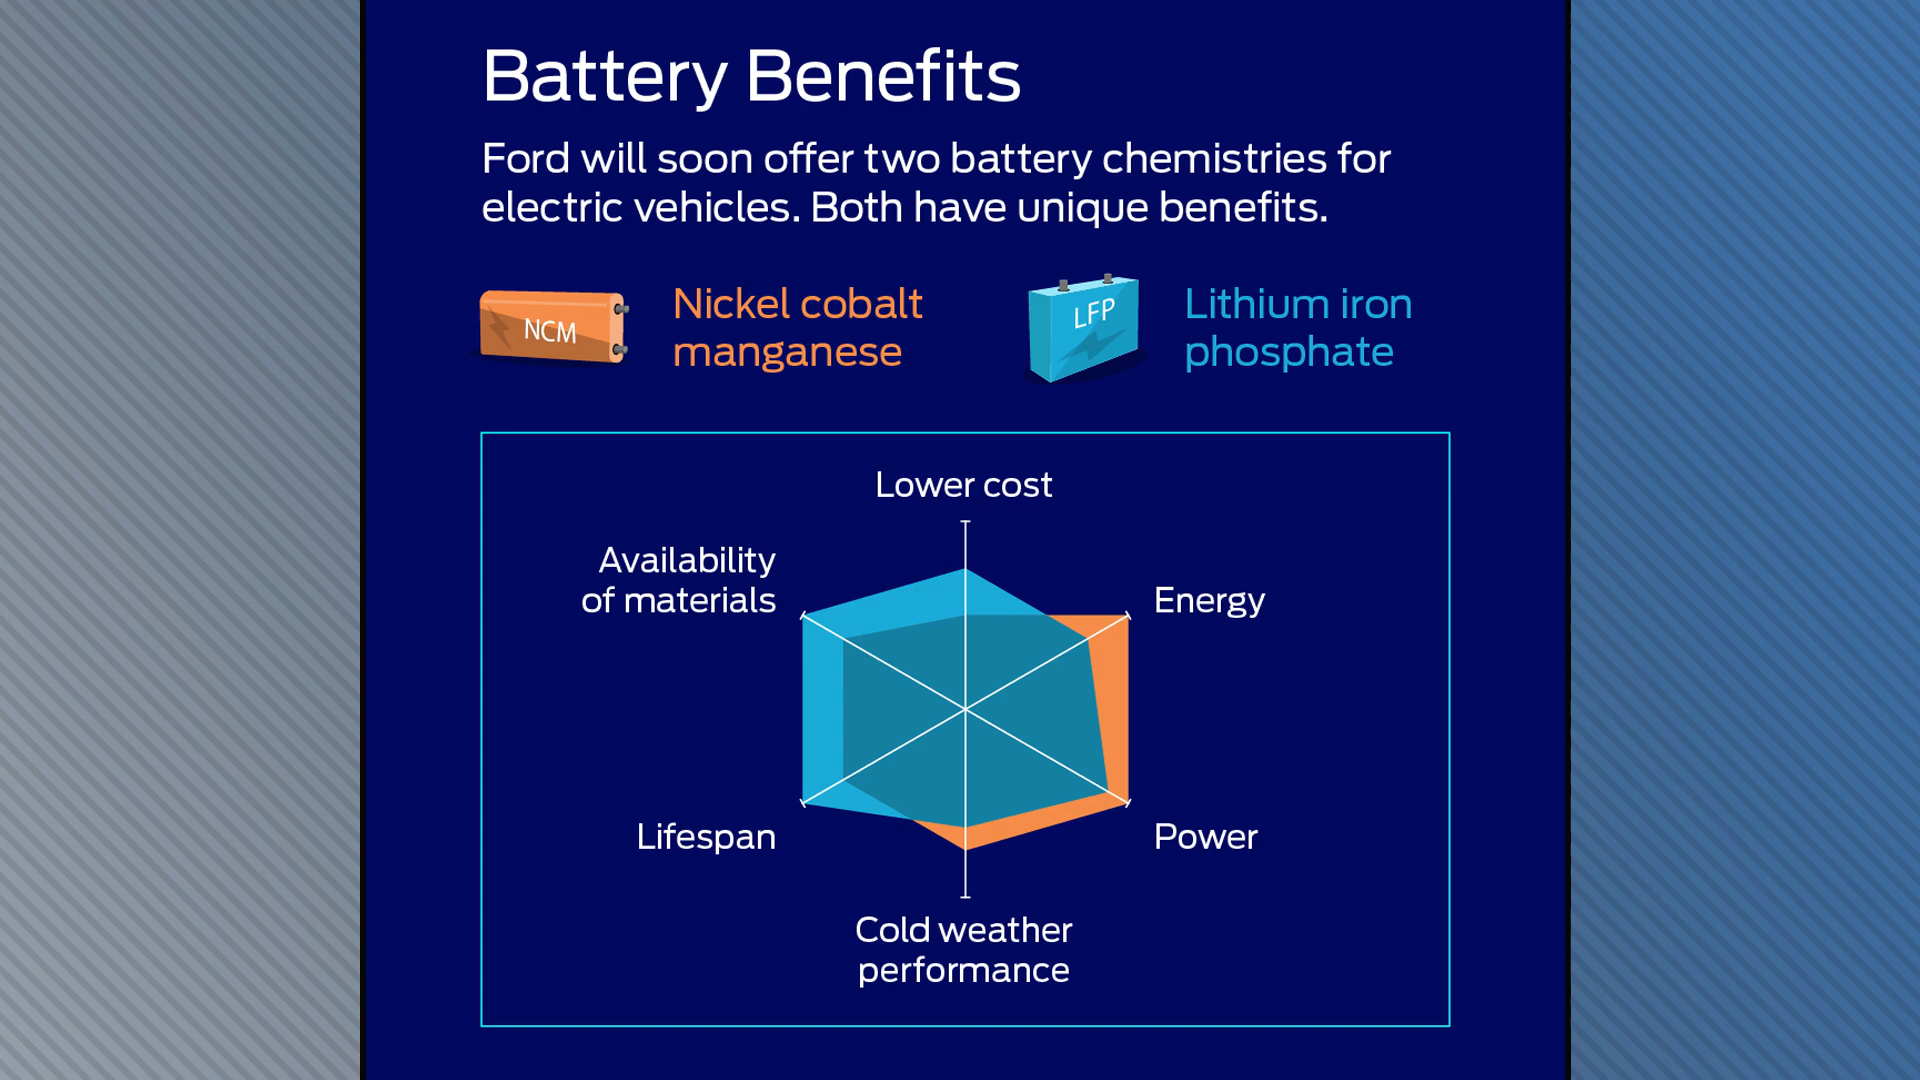 Battery Benefits
Ford will soon offer two battery chemistries for
electric vehicles. Both have unique benefits.
NCM
Nickel cobalt
manganese
LFP
Lithium iron
phosphate
Lower cost
Availability
of materials
Energy
Lifespan
Power
Cold weather
performance